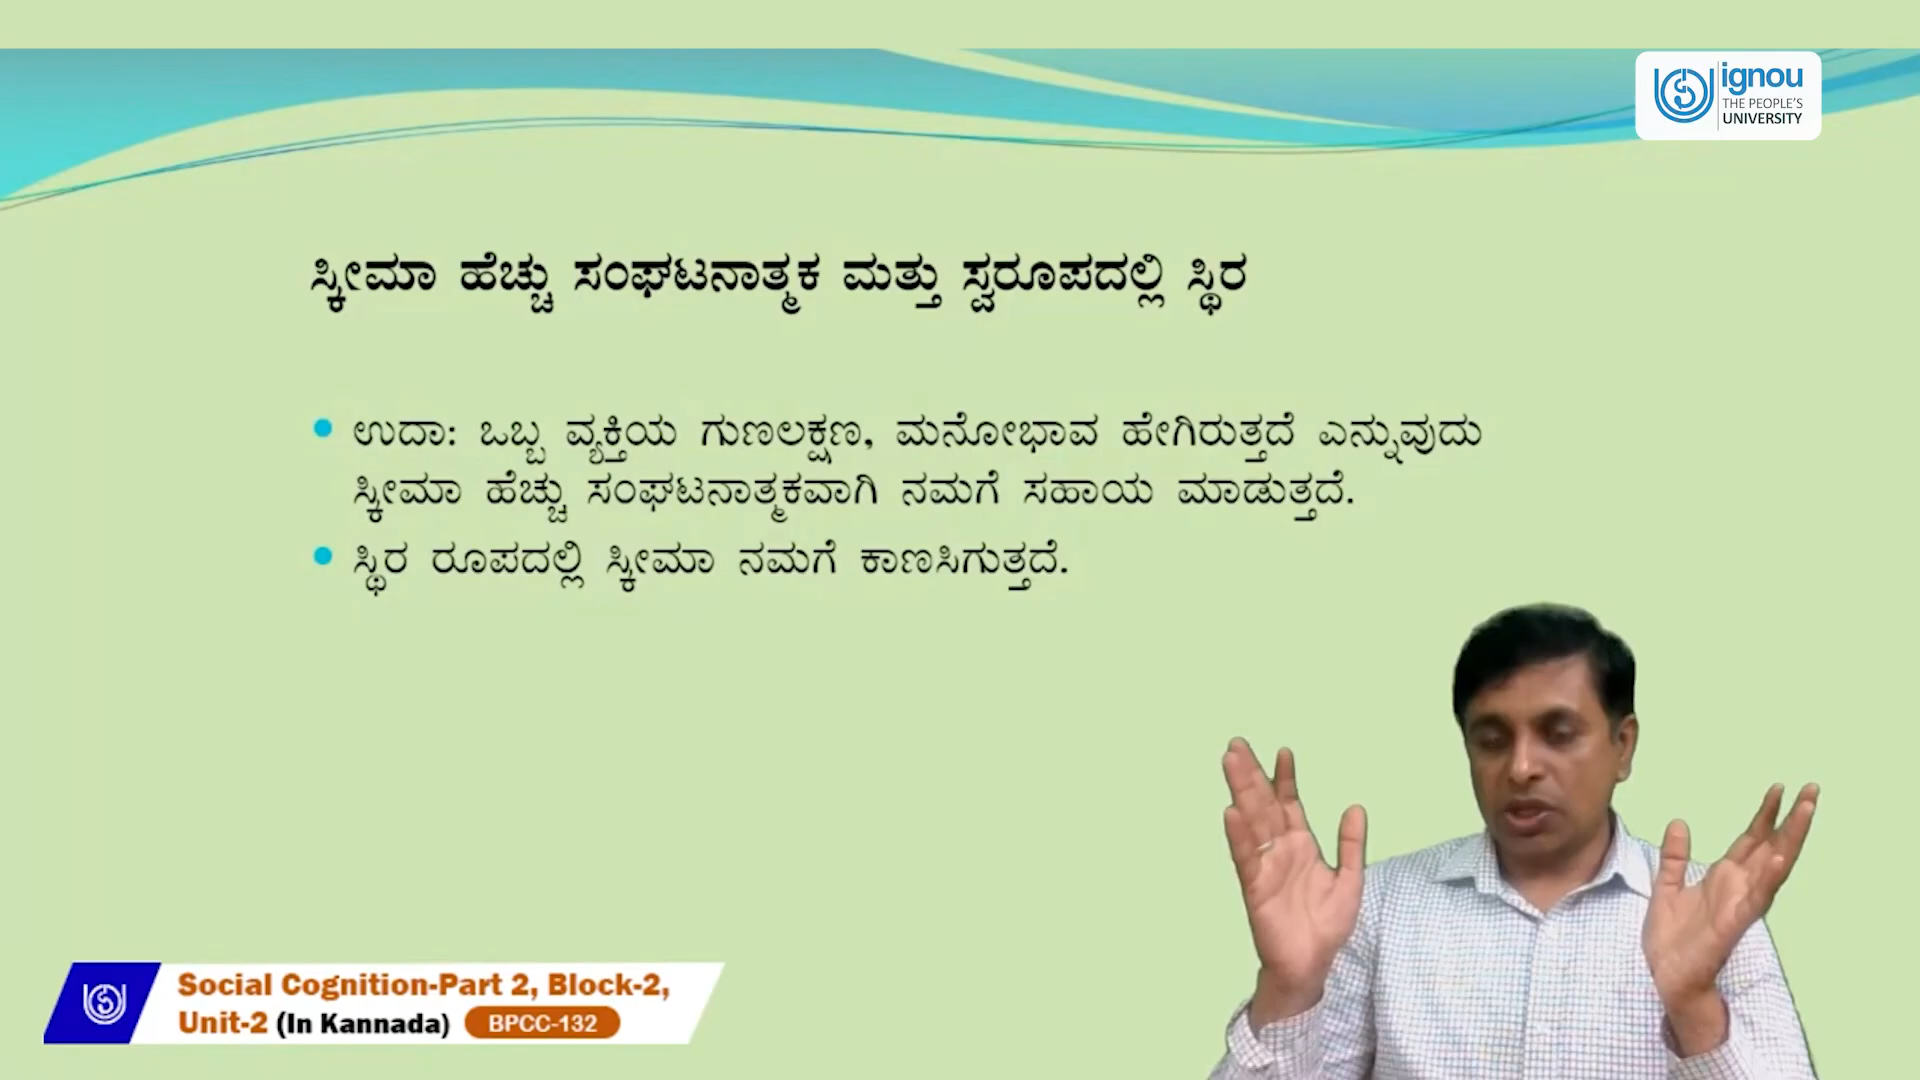 ignou
THE PEOPLE'S
UNIVERSITY
ಸ್ಕೀಮಾ ಹೆಚ್ಚು ಸಂಘಟನಾತ್ಮಕ ಮತ್ತು ಸ್ವರೂಪದಲ್ಲಿ ಸ್ಥಿರ
• ಉದಾ: ಒಬ್ಬ ವ್ಯಕ್ತಿಯ ಗುಣಲಕ್ಷಣ, ಮನೋಭಾವ ಹೇಗಿರುತ್ತದೆ ಎನ್ನುವುದು
ಸ್ಕೀಮಾ ಹೆಚ್ಚು ಸಂಘಟನಾತ್ಮಕವಾಗಿ ನಮಗೆ ಸಹಾಯ ಮಾಡುತ್ತದೆ.
• ಸ್ಥಿರ ರೂಪದಲ್ಲಿ ಸ್ಕೀಮಾ ನಮಗೆ ಕಾಣಸಿಗುತ್ತದೆ.
Social Cognition-Part 2, Block-2,
Unit-2 (In Kannada) BPCC-132